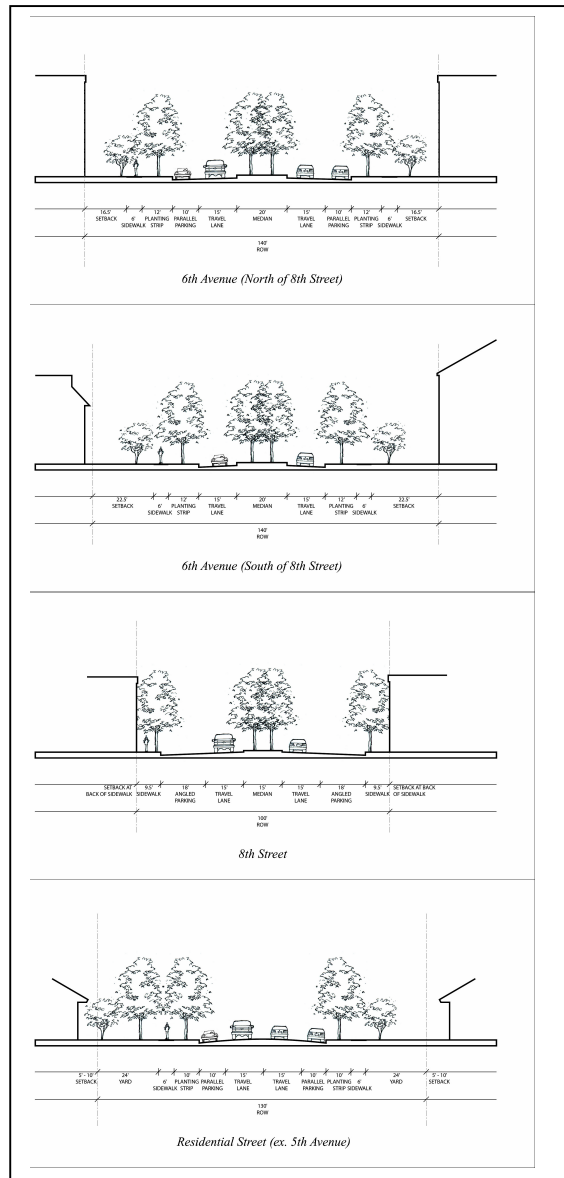 16.5' 12' 10' 15' 20' 15' 10' 12' 16.5'
SETBACK 6' PLANTING PARALLEL TRAVEL MEDIAN TRAVEL PARALLEL PLANTING 6' SETBACK
SIDEWALK STRIP PARKING LANE LANE PARKING STRIP SIDEWALK
140'
ROW
6th Avenue (North of 8th Street)
22.5' 12' 15' 20' 15' 12' 22.5'
SETBACK 6' PLANTING TRAVEL MEDIAN TRAVEL PLANTING 6' SETBACK
SIDEWALK STRIP LANE LANE STRIP SIDEWALK
140'
ROW
6th Avenue (South of 8th Street)
SETBACK AT 9.5' 18' 15' 15' 15' 18' 9.5' SETBACK AT BACK
BACK OF SIDEWALK SIDEWALK ANGLED TRAVEL MEDIAN TRAVEL ANGLED SIDEWALK OF SIDEWALK
PARKING LANE LANE PARKING
100'
ROW
8th Street
5' - 10' 24' 10' 10' 15' 15' 10' 10' 24' 5' - 10'
SETBACK YARD 6' PLANTING PARALLEL TRAVEL TRAVEL PARALLEL PLANTING 6' YARD SETBACK
SIDEWALK STRIP PARKING LANE LANE PARKING STRIP SIDEWALK
130'
ROW
Residential Street (ex. 5th Avenue)